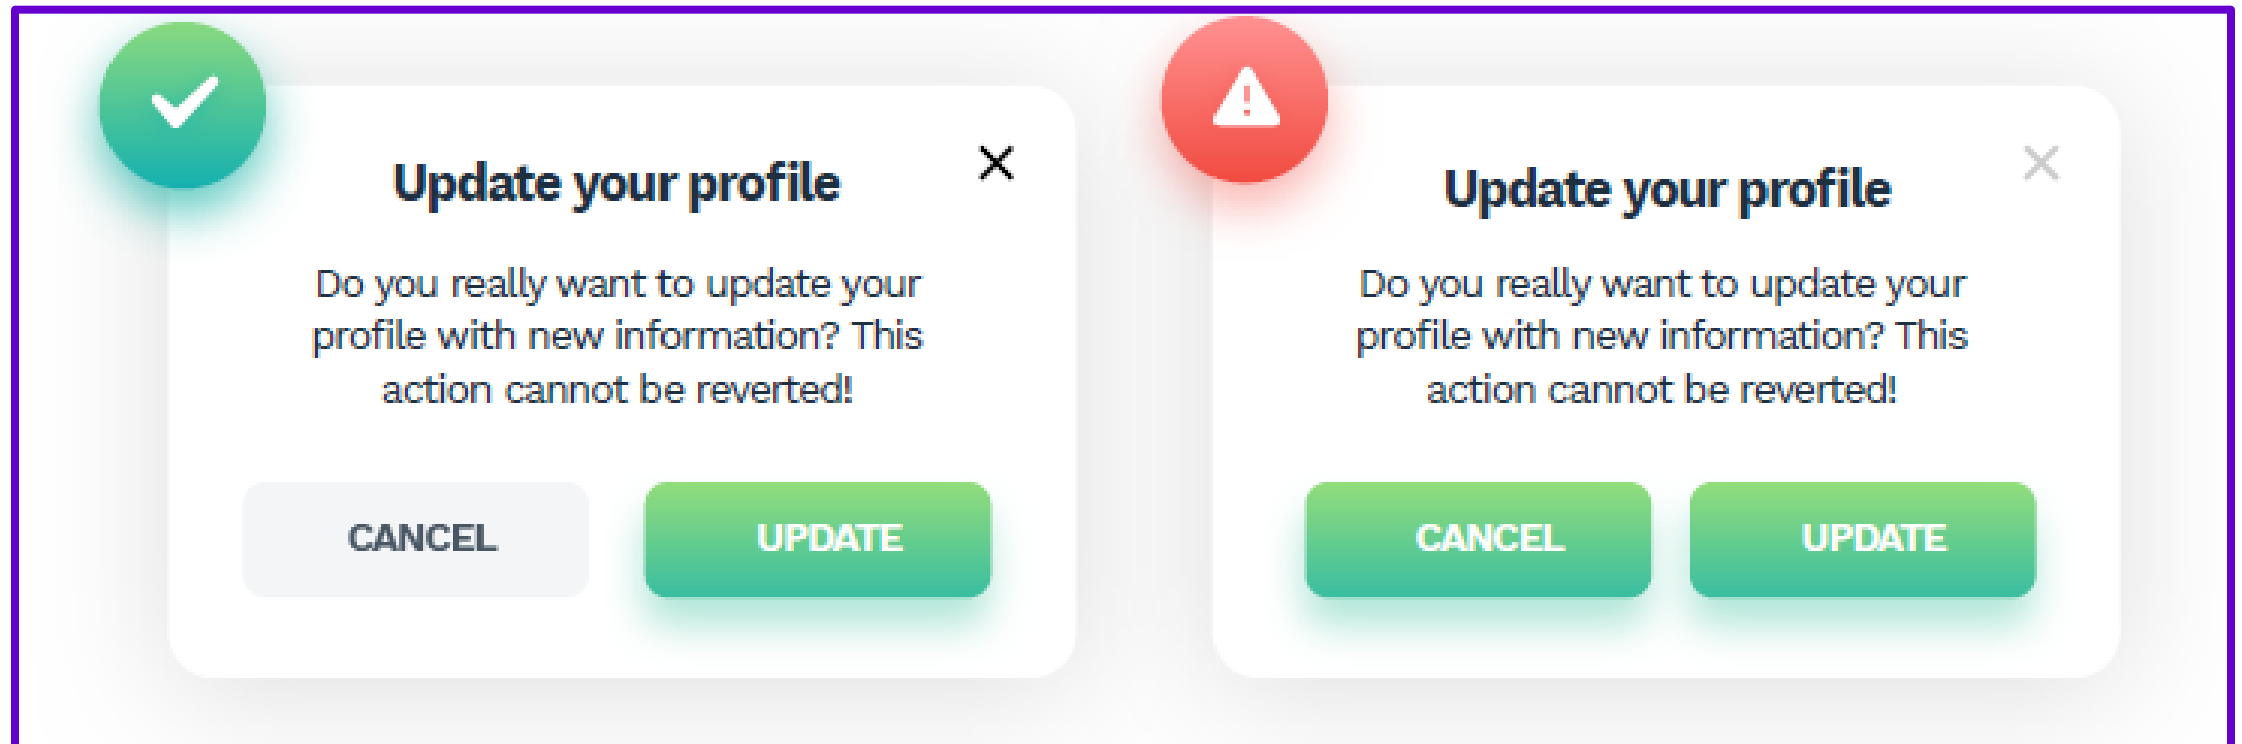 Update your profile
Do you really want to update your
profile with new information? This
action cannot be reverted!
CANCEL
UPDATE
Update your profile
Do you really want to update your
profile with new information? This
action cannot be reverted!
CANCEL
UPDATE